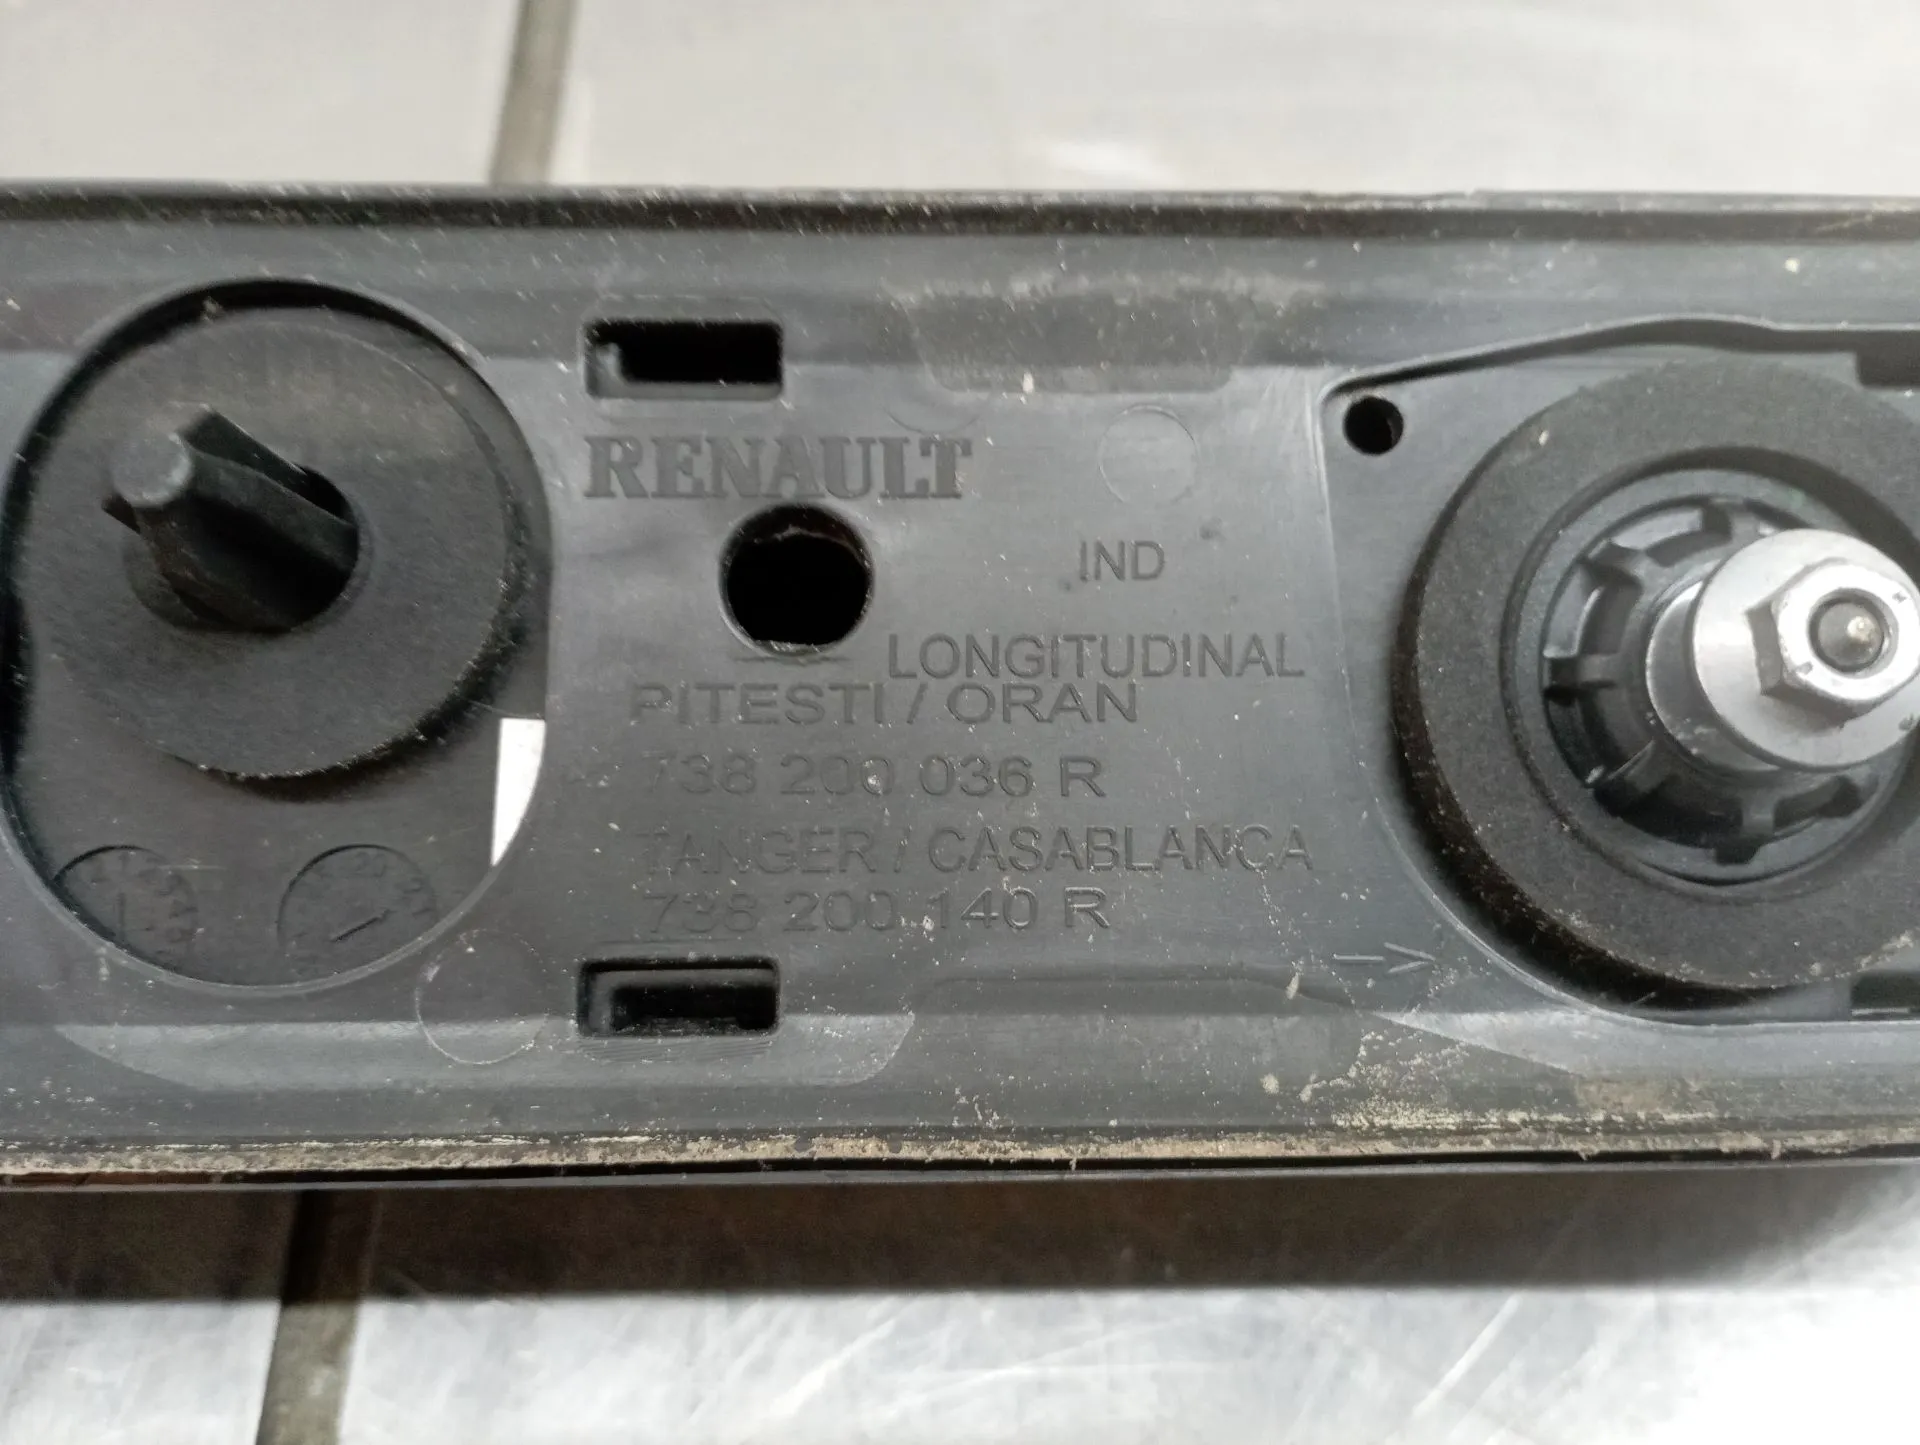 RENAULT
IND
LONGITUDINAL
PITESTI / ORAN
738 200 036 R
TANGER / CASABLANCA
738 200 140 R